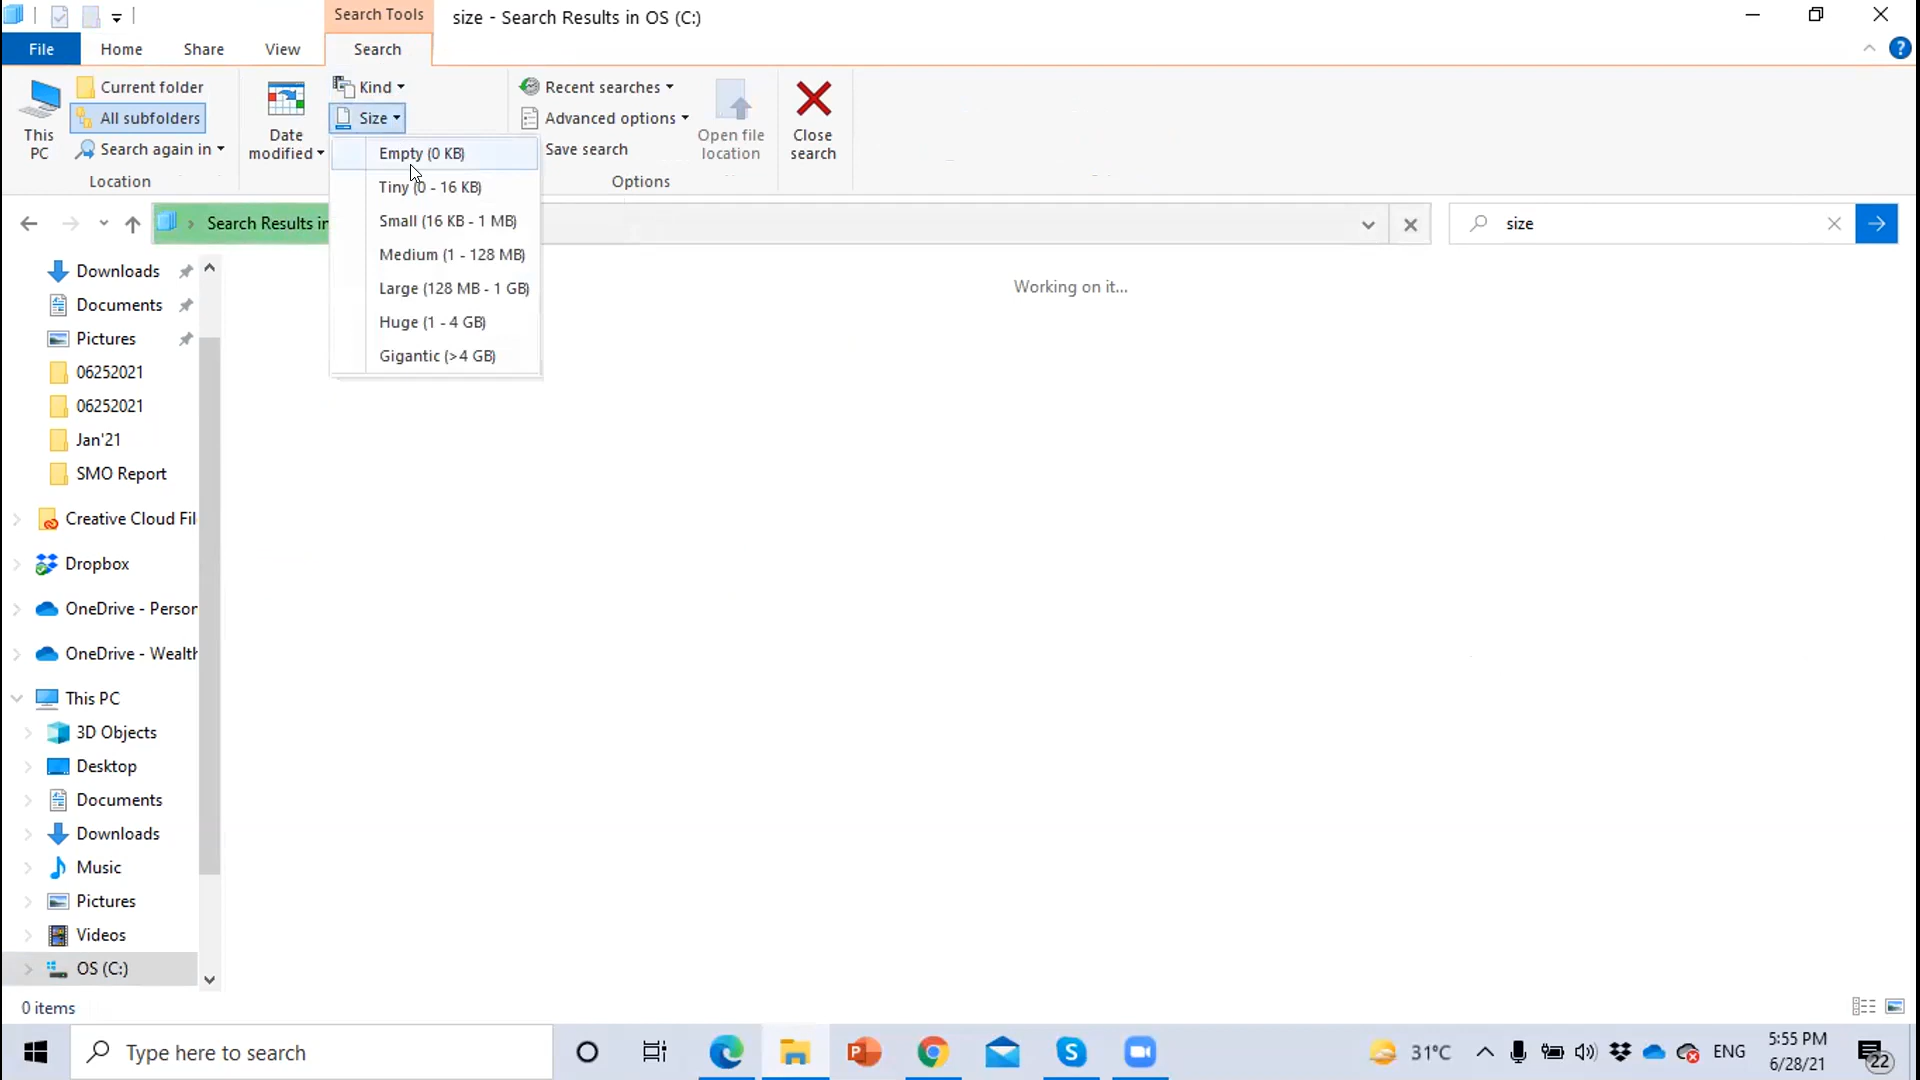 Search Tools
size - Search Results in OS (C:)
File
Home
Share
View
Search
This PC
Current folder
All subfolders
Search again in
Location
Date modified
Kind
Size
Recent searches
Advanced options
Save search
Options
Open file location
Close search
Empty (0 KB)
Tiny (0 - 16 KB)
Small (16 KB - 1 MB)
Medium (1 - 128 MB)
Large (128 MB - 1 GB)
Huge (1 - 4 GB)
Gigantic (>4 GB)
Search Results in
size
Working on it...
Downloads
Documents
Pictures
06252021
06252021
Jan'21
SMO Report
Creative Cloud Fil
Dropbox
OneDrive - Person
OneDrive - Wealth
This PC
3D Objects
Desktop
Documents
Downloads
Music
Pictures
Videos
OS (C:)
0 items
Type here to search
31°C
ENG
5:55 PM
6/28/21
22